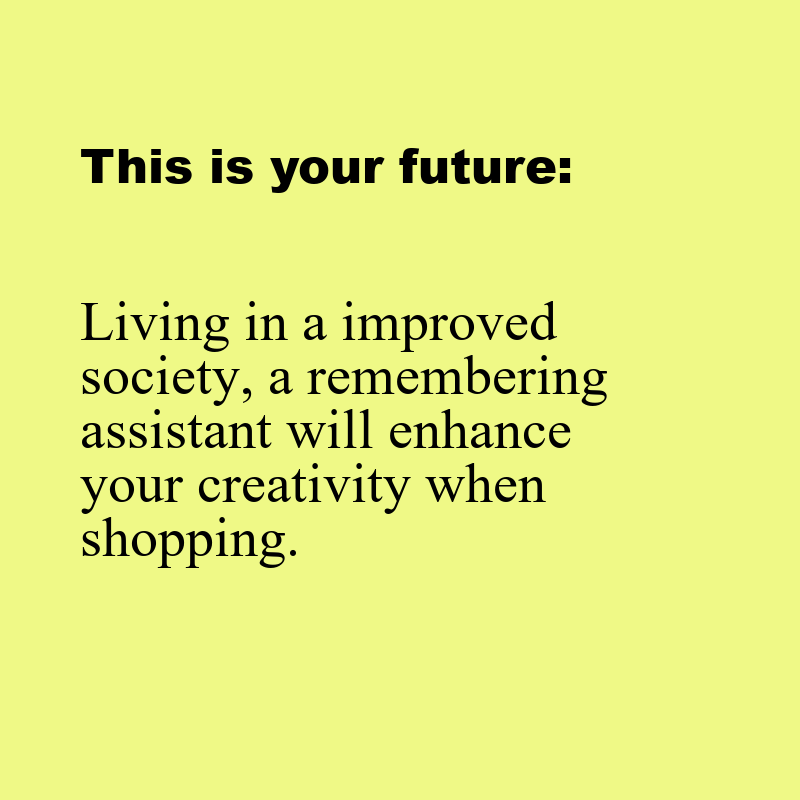 This is your future:
Living in a improved
society, a remembering
assistant will enhance
your creativity when
shopping.